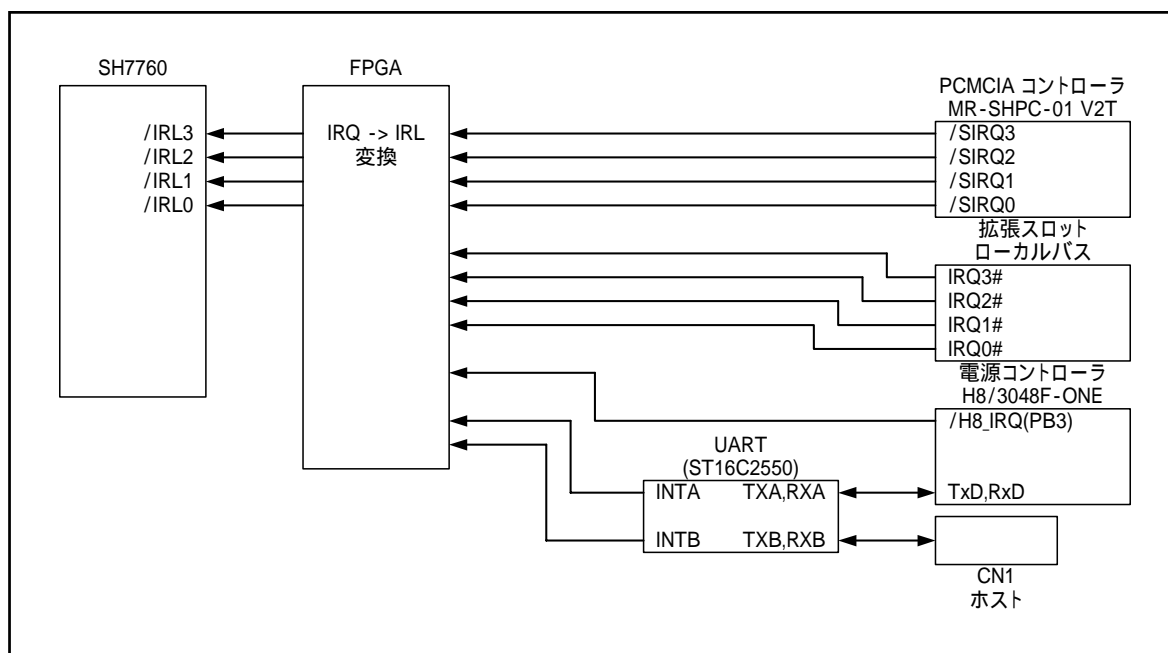 SH7760
/IRL3
/IRL2
/IRL1
/IRL0
FPGA
IRQ -> IRL
変換
PCMCIA コントローラ
MR-SHPC-01 V2T
/SIRQ3
/SIRQ2
/SIRQ1
/SIRQ0
拡張スロット
ローカルバス
IRQ3#
IRQ2#
IRQ1#
IRQ0#
電源コントローラ
H8/3048F-ONE
/H8_IRQ(PB3)
TxD,RxD
UART
(ST16C2550)
INTA TXA,RXA
INTB TXB,RXB
CN1
ホスト